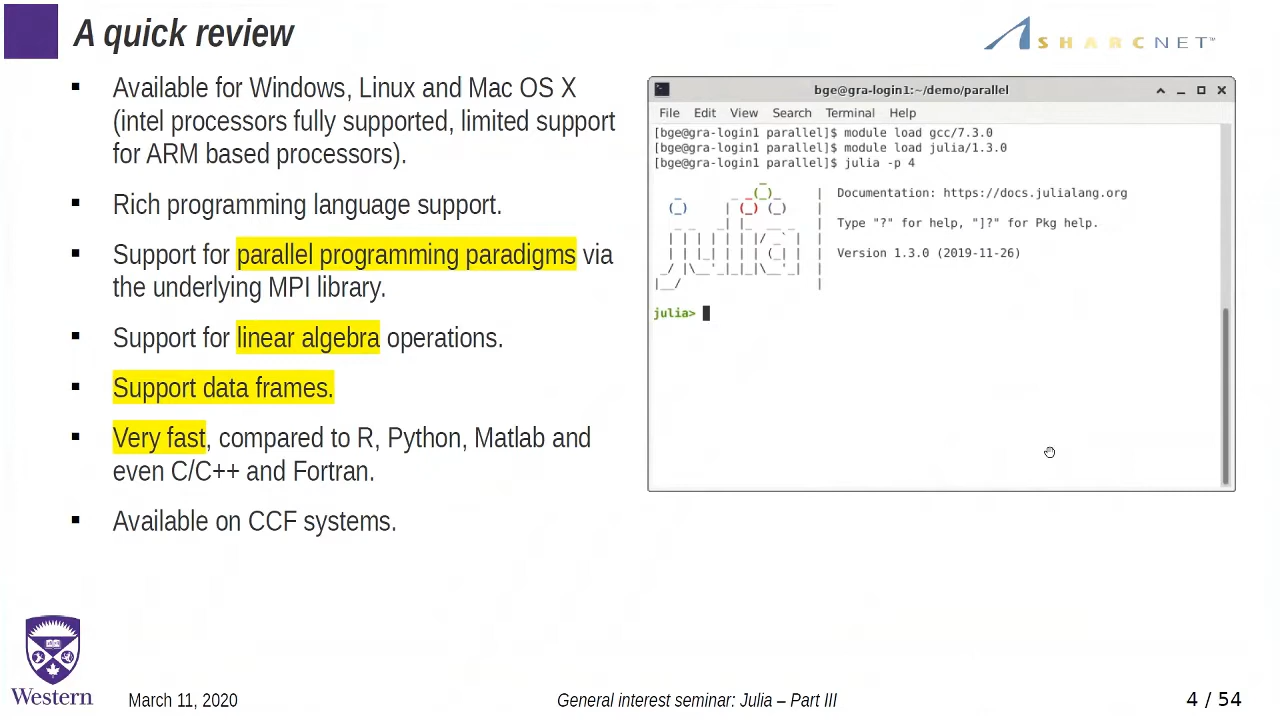 A quick review
SHARCNET™
▪ Available for Windows, Linux and Mac OS X
(intel processors fully supported, limited support
for ARM based processors).
▪ Rich programming language support.
▪ Support for parallel programming paradigms via
the underlying MPI library.
▪ Support for linear algebra operations.
▪ Support data frames.
▪ Very fast, compared to R, Python, Matlab and
even C/C++ and Fortran.
▪ Available on CCF systems.
bge@gra-login1:~/demo/parallel
File Edit View Search Terminal Help
[bge@gra-login1 parallel]$ module load gcc/7.3.0
[bge@gra-login1 parallel]$ module load julia/1.3.0
[bge@gra-login1 parallel]$ julia -p 4
julia
Documentation: https://docs.julialang.org
Type "?" for help, "]?" for Pkg help.
Version 1.3.0 (2019-11-26)
julia>
Western
March 11, 2020
General interest seminar: Julia – Part III
4 / 54